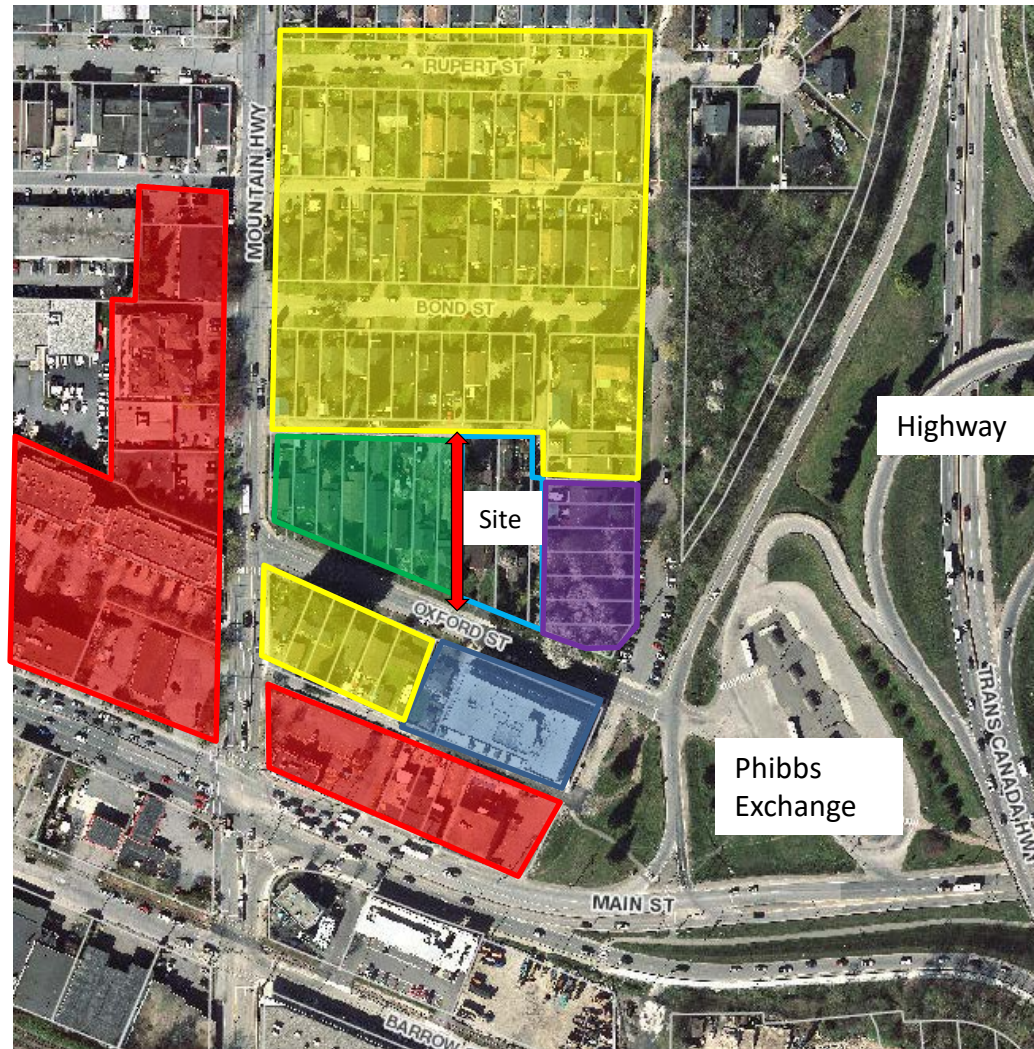 RUPERT ST
MOUNTAIN HWY
BOND ST
Highway
Site
OXFORD ST
Phibbs
Exchange
TRANS CANADA HWY
MAIN ST
BARROW